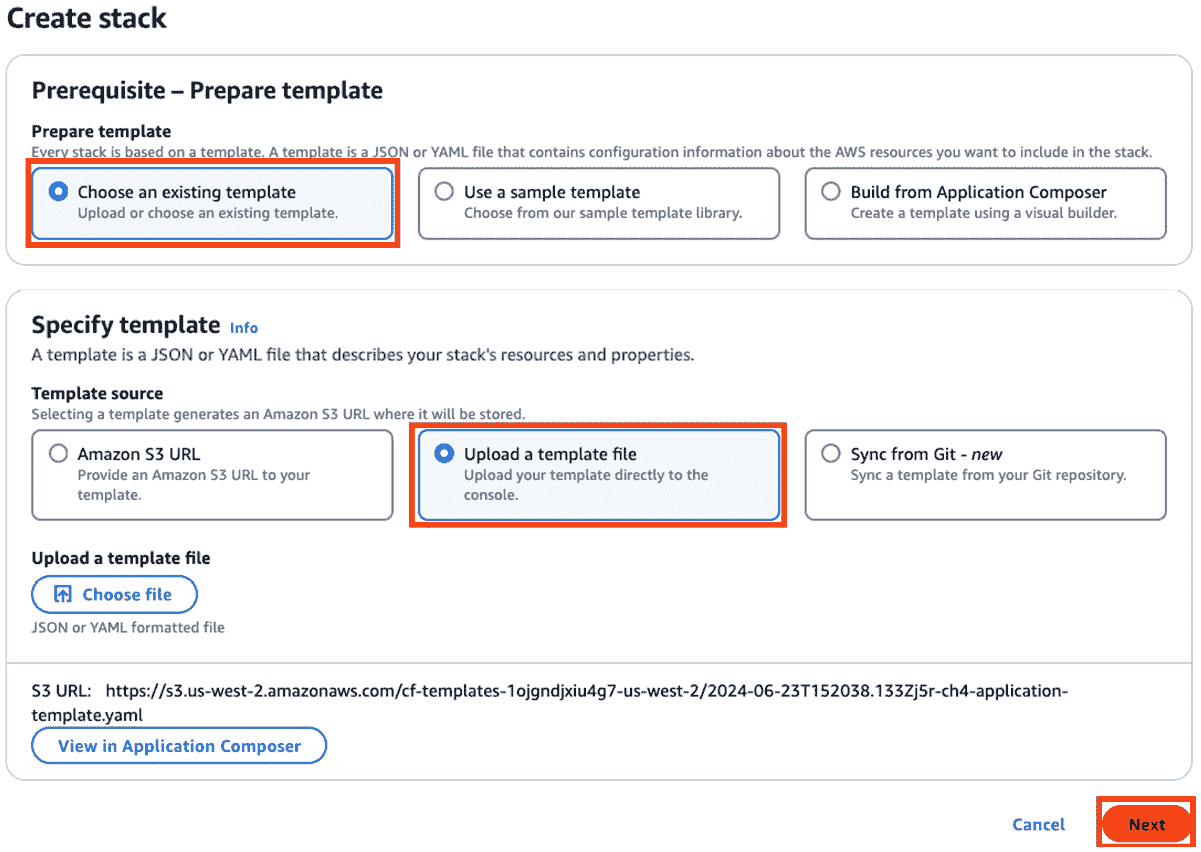 Create stack
Prerequisite – Prepare template
Prepare template
Every stack is based on a template. A template is a JSON or YAML file that contains configuration information about the AWS resources you want to include in the stack.
Choose an existing template
Upload or choose an existing template.
Use a sample template
Choose from our sample template library.
Build from Application Composer
Create a template using a visual builder.
Specify template Info
A template is a JSON or YAML file that describes your stack's resources and properties.
Template source
Selecting a template generates an Amazon S3 URL where it will be stored.
Amazon S3 URL
Provide an Amazon S3 URL to your
template.
Upload a template file
Upload your template directly to the
console.
Sync from Git - new
Sync a template from your Git repository.
Upload a template file
Choose file
JSON or YAML formatted file
S3 URL: https://s3.us-west-2.amazonaws.com/cf-templates-1ojgndjxiu4g7-us-west-2/2024-06-23T152038.133Zj5r-ch4-application-
template.yaml
View in Application Composer
Cancel
Next